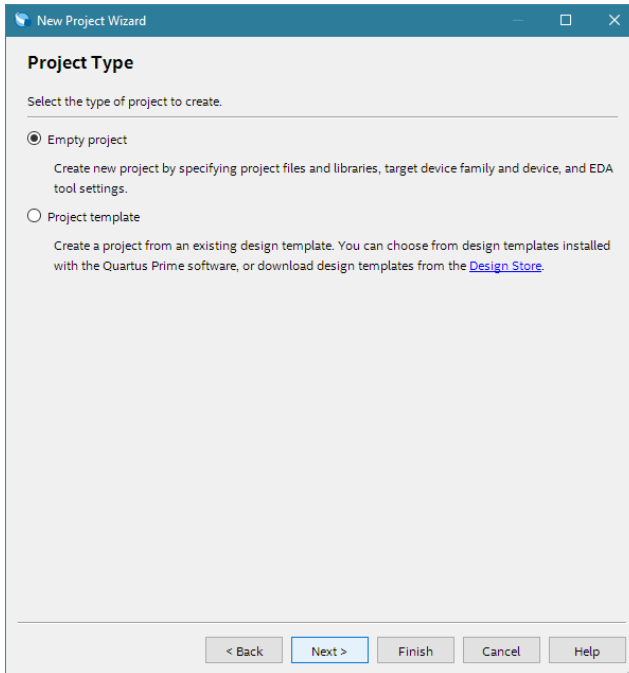 New Project Wizard
Project Type
Select the type of project to create.
Empty project
Create new project by specifying project files and libraries, target device family and device, and EDA
tool settings.
Project template
Create a project from an existing design template. You can choose from design templates installed
with the Quartus Prime software, or download design templates from the Design Store.
< Back Next > Finish Cancel Help